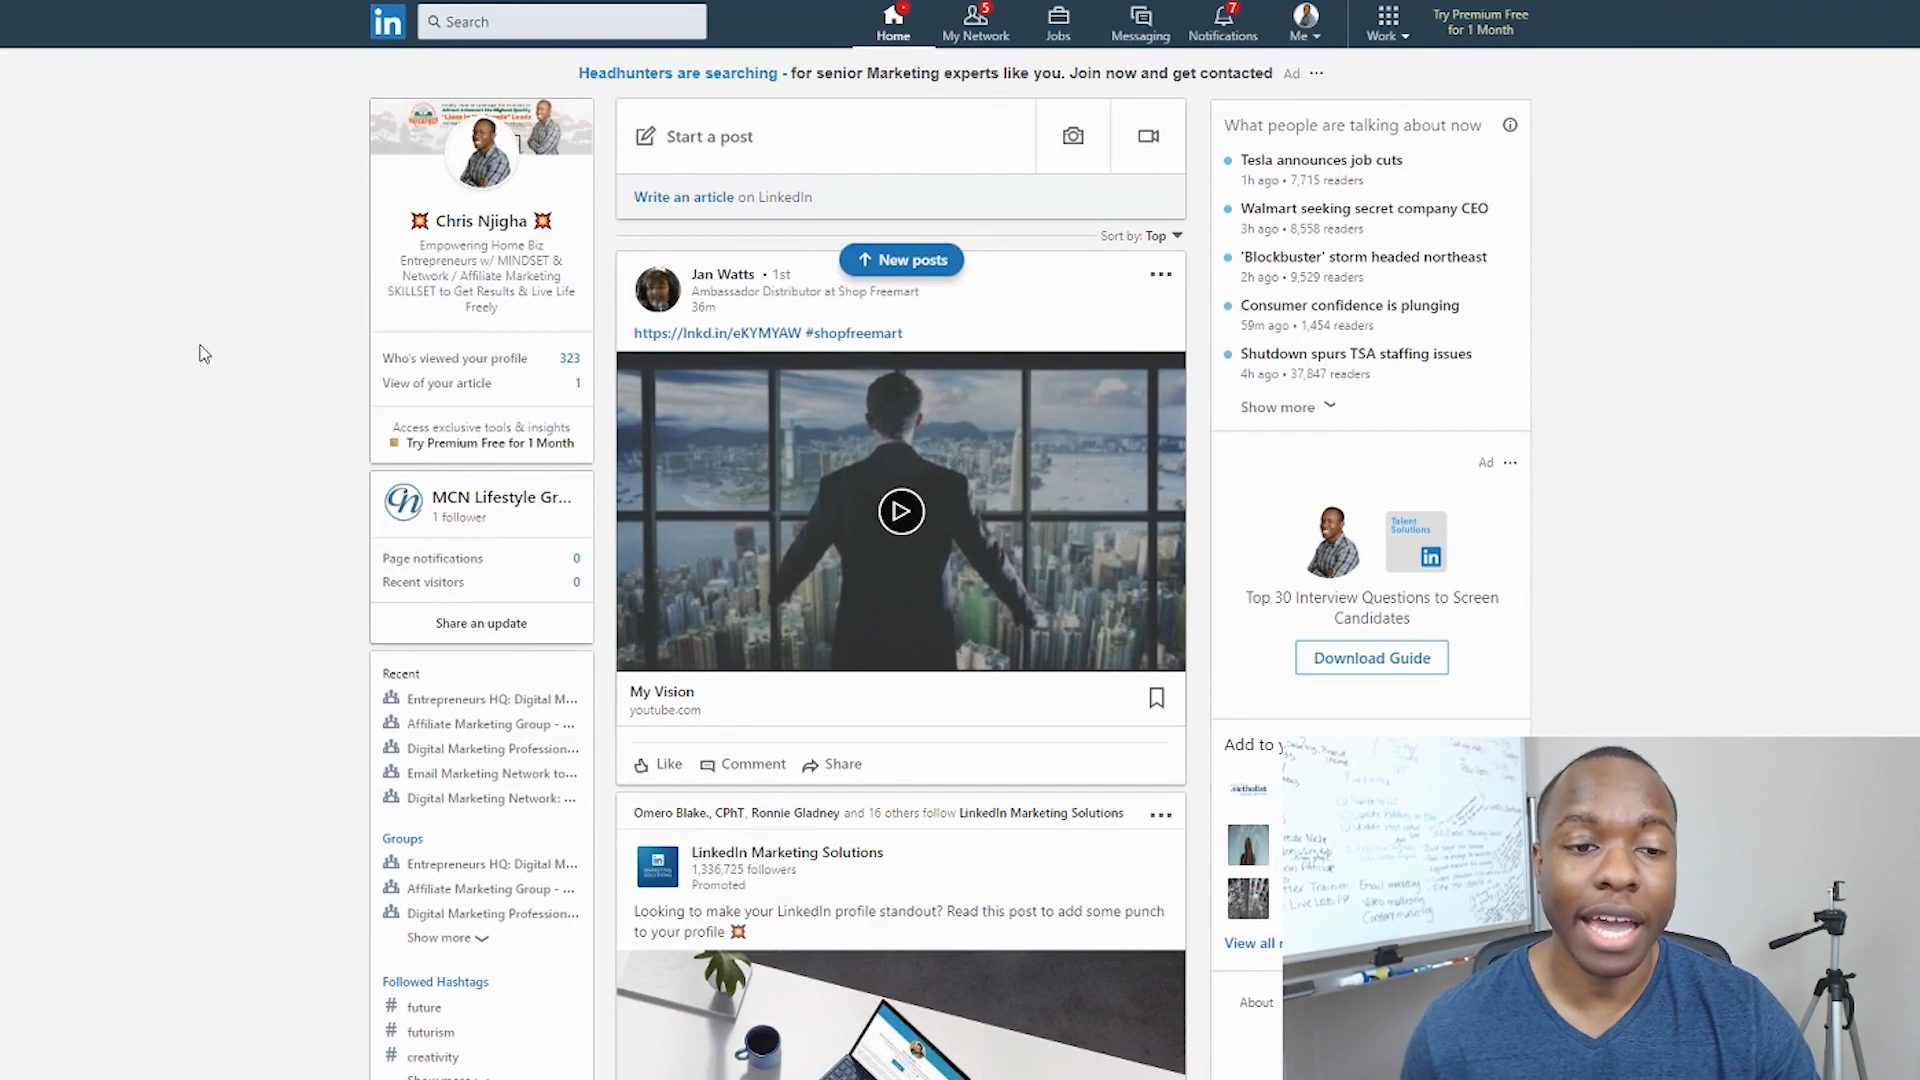 in
Search
5
7
Home
My Network
Jobs
Messaging
Notifications
Me
Work
Try Premium Free
for 1 Month
Headhunters are searching - for senior Marketing experts like you. Join now and get contacted Ad
💥 Chris Njigha 💥
Empowering Home Biz
Entrepreneurs w/ MINDSET &
Network / Affiliate Marketing
SKILLSET to Get Results & Live Life
Freely
Who's viewed your profile 323
View of your article 1
Access exclusive tools & insights
Try Premium Free for 1 Month
MCN Lifestyle Gr...
1 follower
Page notifications 0
Recent visitors 0
Share an update
Recent
Entrepreneurs HQ: Digital M...
Affiliate Marketing Group - ...
Digital Marketing Profession...
Email Marketing Network to...
Digital Marketing Network: ...
Groups
Entrepreneurs HQ: Digital M...
Affiliate Marketing Group - ...
Digital Marketing Profession...
Show more
Followed Hashtags
# future
# futurism
# creativity
Start a post
Write an article on LinkedIn
Sort by: Top
New posts
Jan Watts • 1st
Ambassador Distributor at Shop Freemart
36m
https://lnkd.in/eKYMYAW #shopfreemart
My Vision
youtube.com
Like
Comment
Share
Omero Blake., CPhT, Ronnie Gladney and 16 others follow LinkedIn Marketing Solutions
LinkedIn Marketing Solutions
1,336,725 followers
Promoted
Looking to make your LinkedIn profile standout? Read this post to add some punch
to your profile 💥
What people are talking about now
Tesla announces job cuts
1h ago • 7,715 readers
Walmart seeking secret company CEO
3h ago • 8,558 readers
'Blockbuster' storm headed northeast
2h ago • 9,529 readers
Consumer confidence is plunging
59m ago • 1,454 readers
Shutdown spurs TSA staffing issues
4h ago • 37,847 readers
Show more
Ad
Talent
Solutions
in
Top 30 Interview Questions to Screen
Candidates
Download Guide
Add to
View all
About
Email marketing
Video marketing
Content marketing